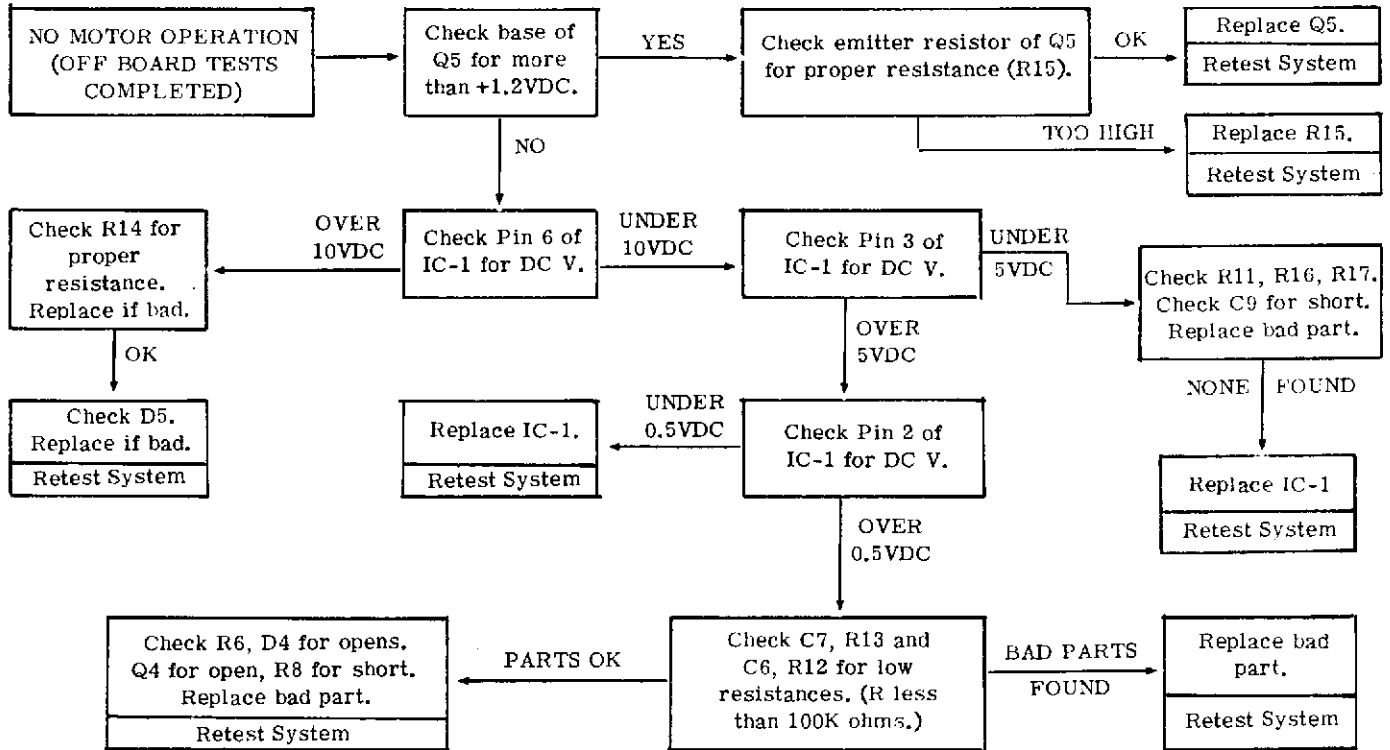 NO MOTOR OPERATION
(OFF BOARD TESTS
COMPLETED)
Check base of
Q5 for more
than +1.2VDC.
YES
Check emitter resistor of Q5
for proper resistance (R15).
OK
Replace Q5.
Retest System
TOO HIGH
Replace R15.
Retest System
NO
Check R14 for
proper
resistance.
Replace if bad.
OVER
10VDC
Check Pin 6 of
IC-1 for DC V.
UNDER
10VDC
Check Pin 3 of
IC-1 for DC V.
UNDER
5VDC
Check R11, R16, R17.
Check C9 for short.
Replace bad part.
OK
OVER
5VDC
NONE FOUND
Check D5.
Replace if bad.
Retest System
Replace IC-1.
Retest System
UNDER
0.5VDC
Check Pin 2 of
IC-1 for DC V.
Replace IC-1
Retest System
OVER
0.5VDC
Check R6, D4 for opens.
Q4 for open, R8 for short.
Replace bad part.
Retest System
PARTS OK
Check C7, R13 and
C6, R12 for low
resistances. (R less
than 100K ohms.)
BAD PARTS
FOUND
Replace bad
part.
Retest System